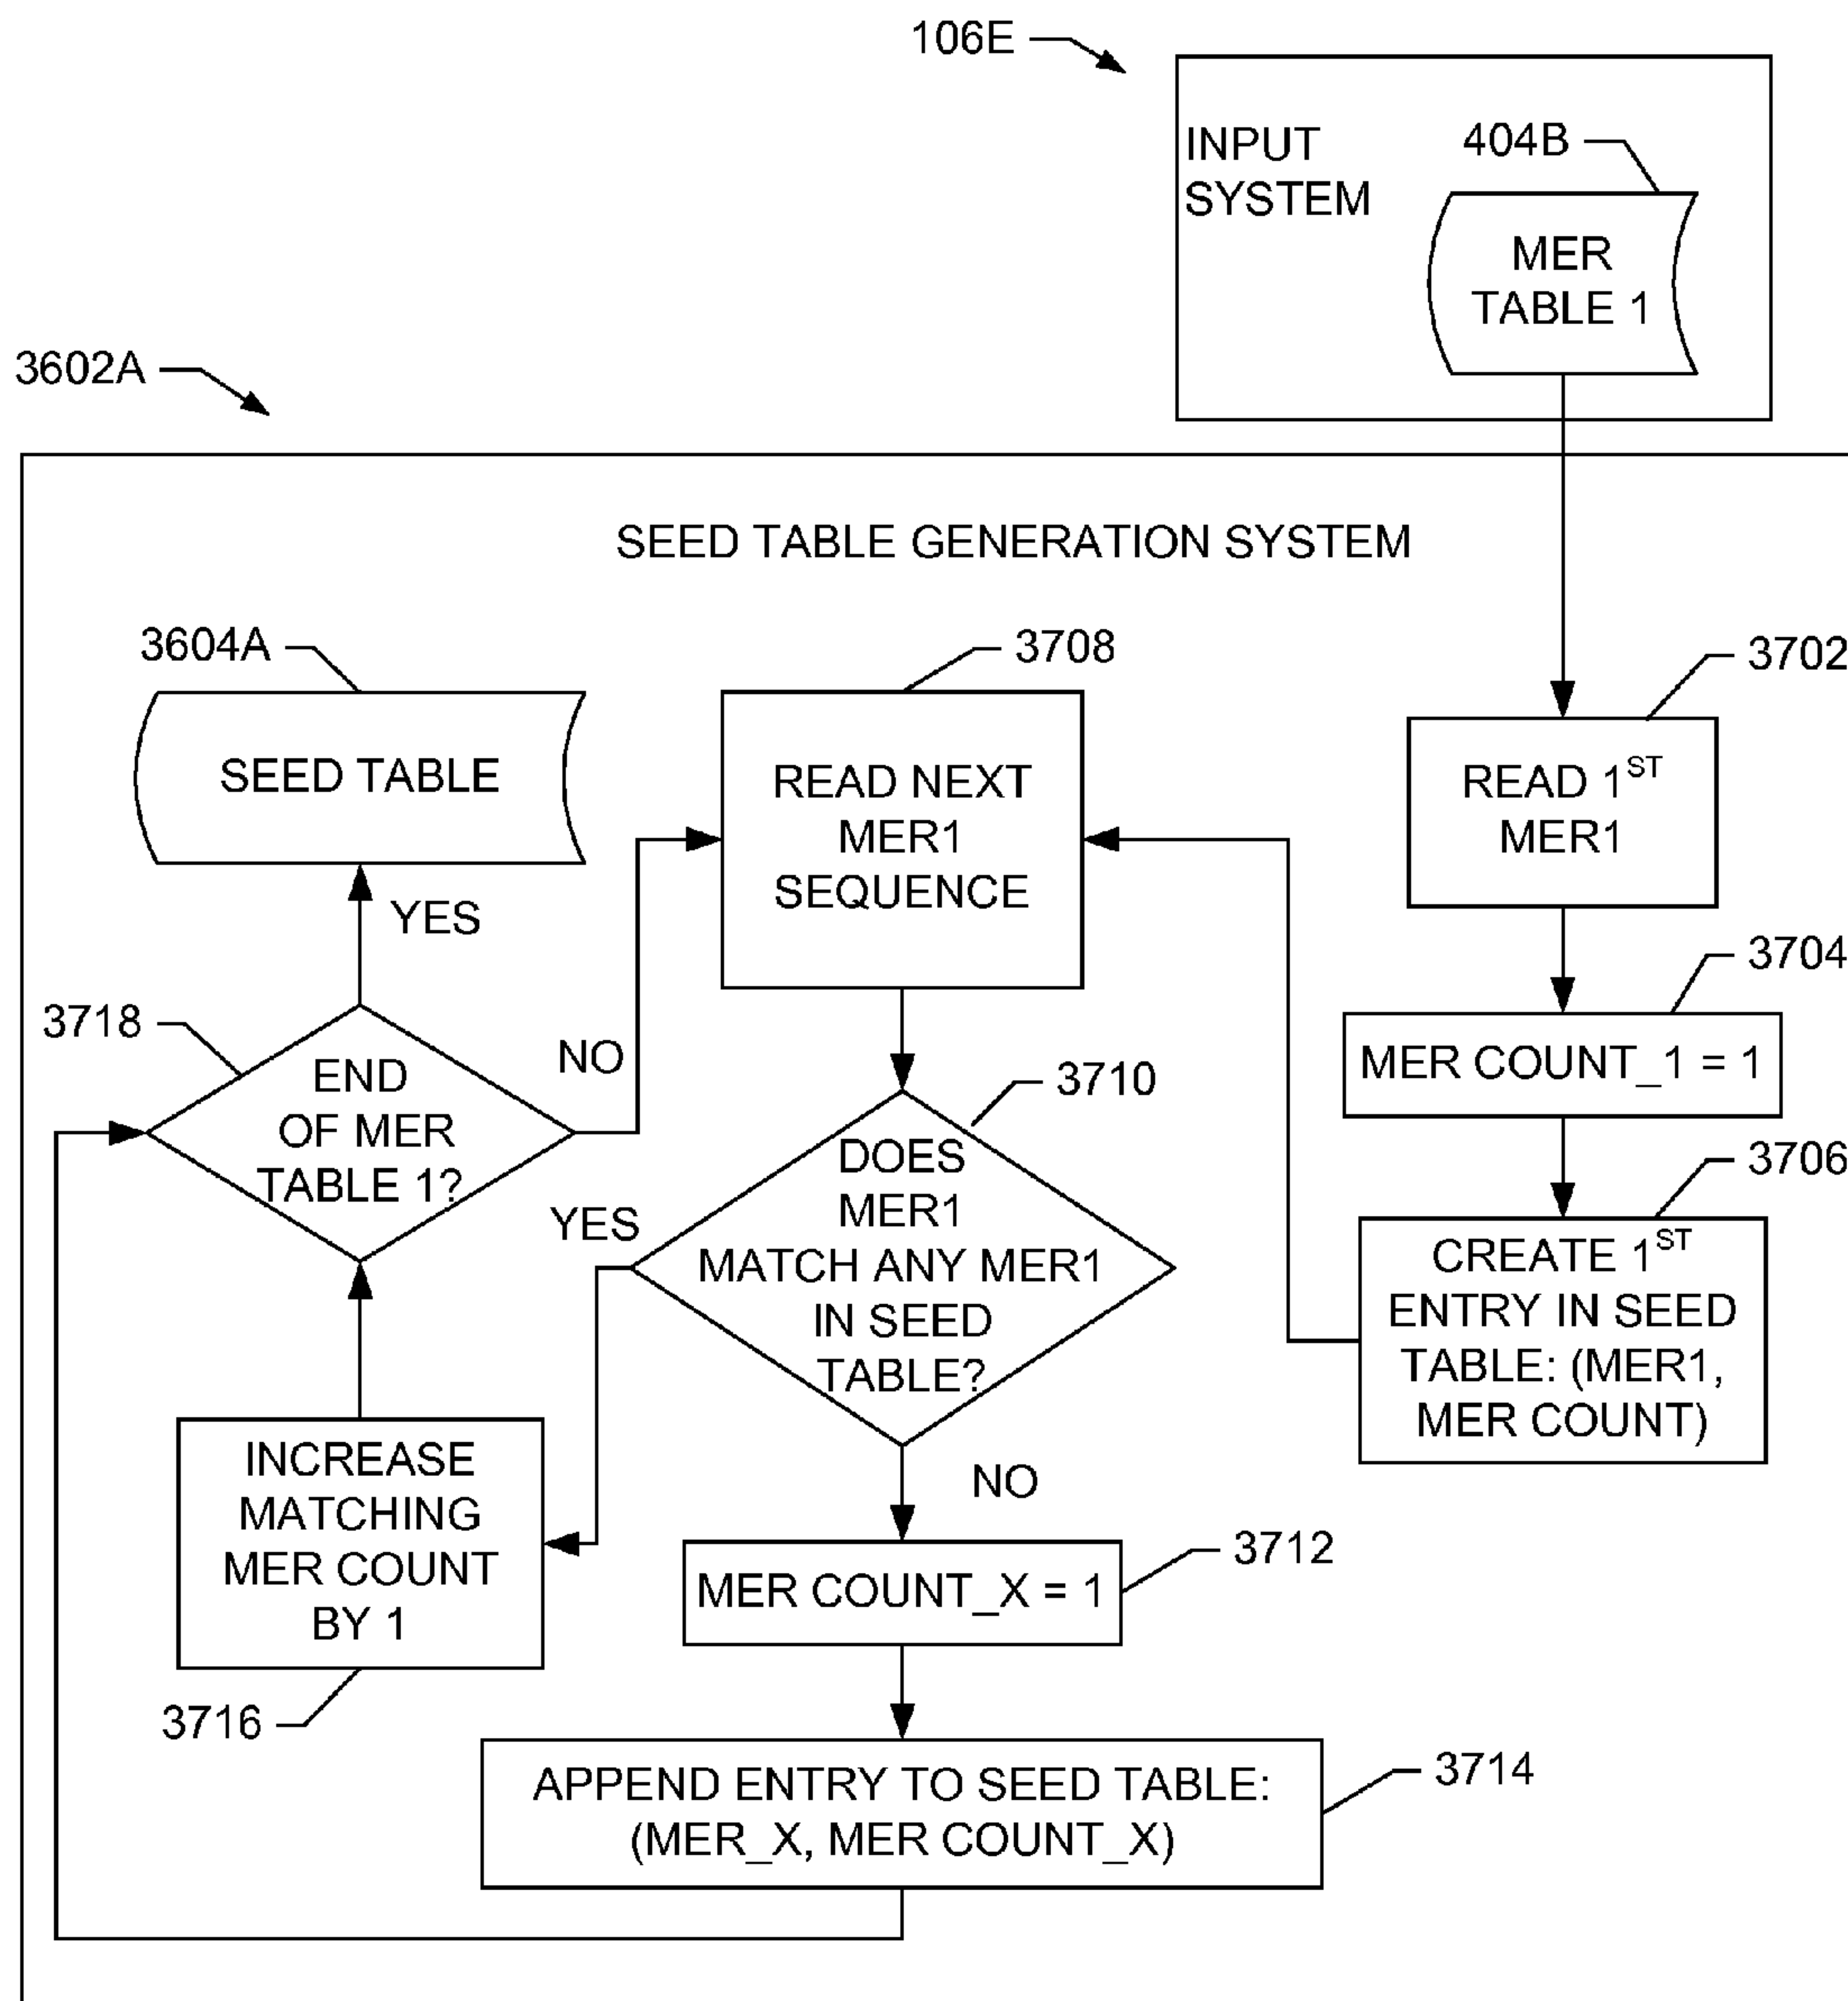 106E
INPUT
SYSTEM
404B
MER
TABLE 1
3602A
SEED TABLE GENERATION SYSTEM
3604A
SEED TABLE
3708
READ NEXT
MER1
SEQUENCE
3702
READ 1ST
MER1
YES
3718
END
OF MER
TABLE 1?
NO
3704
MER COUNT_1 = 1
3710
DOES
MER1
MATCH ANY MER1
IN SEED
TABLE?
YES
3706
CREATE 1ST
ENTRY IN SEED
TABLE: (MER1,
MER COUNT)
INCREASE
MATCHING
MER COUNT
BY 1
3716
NO
3712
MER COUNT_X = 1
APPEND ENTRY TO SEED TABLE:
(MER_X, MER COUNT_X)
3714